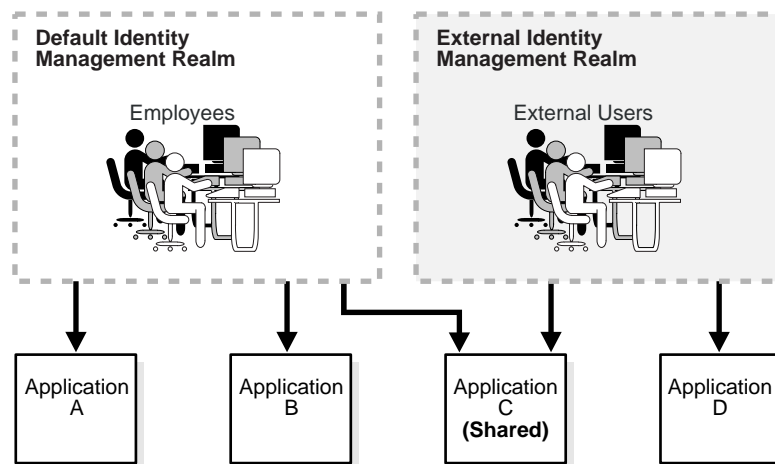 Default Identity
Management Realm
Employees
External Identity
Management Realm
External Users
Application
A
Application
B
Application
C
(Shared)
Application
D